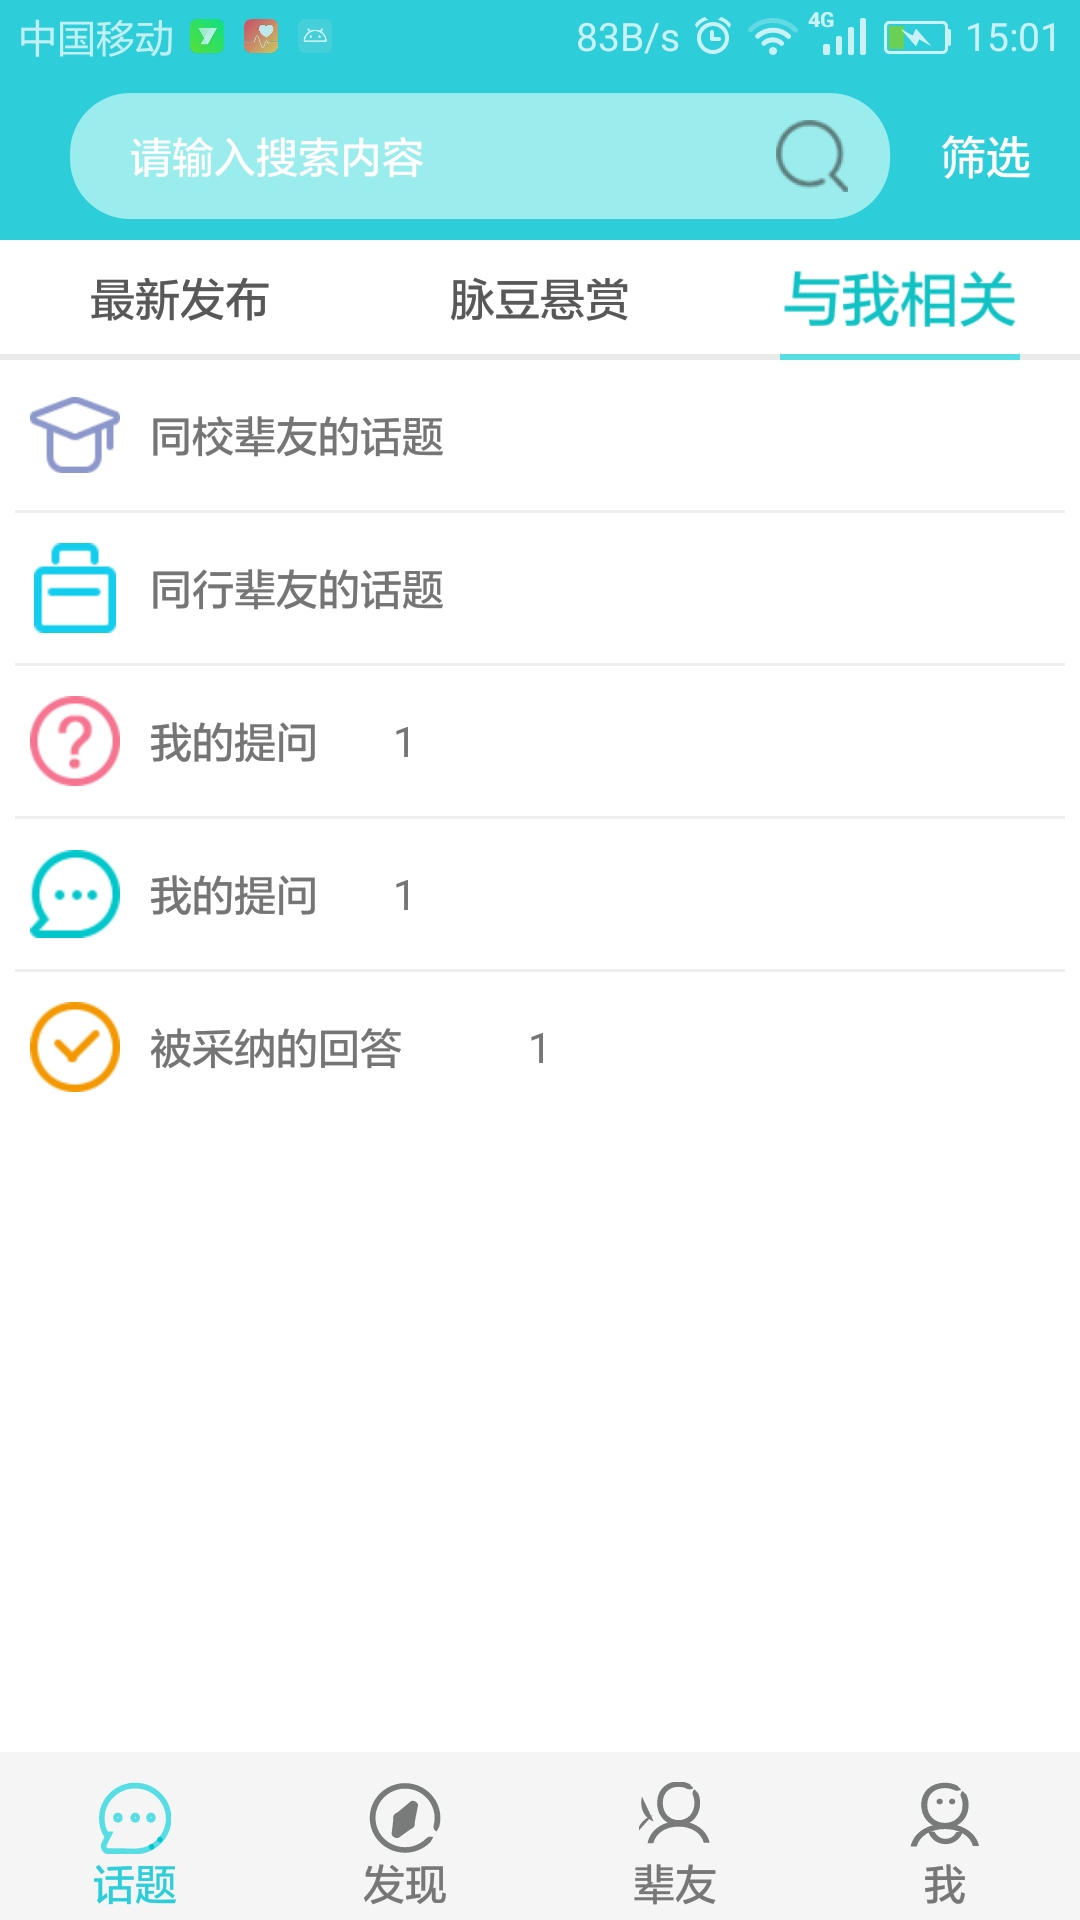 中国移动 83B/s 4G 15:01
请输入搜索内容 筛选
最新发布 脉豆悬赏 与我相关
同校辈友的话题
同行辈友的话题
我的提问 1
我的提问 1
被采纳的回答 1
话题 发现 辈友 我